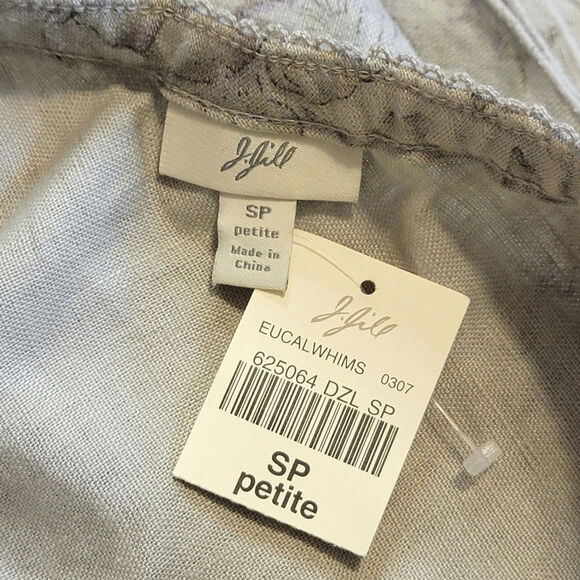 J.Jill
SP
petite
Made in
China
J.Jill
EUCALWHIMS 0307
625064 DZL SP
SP
petite